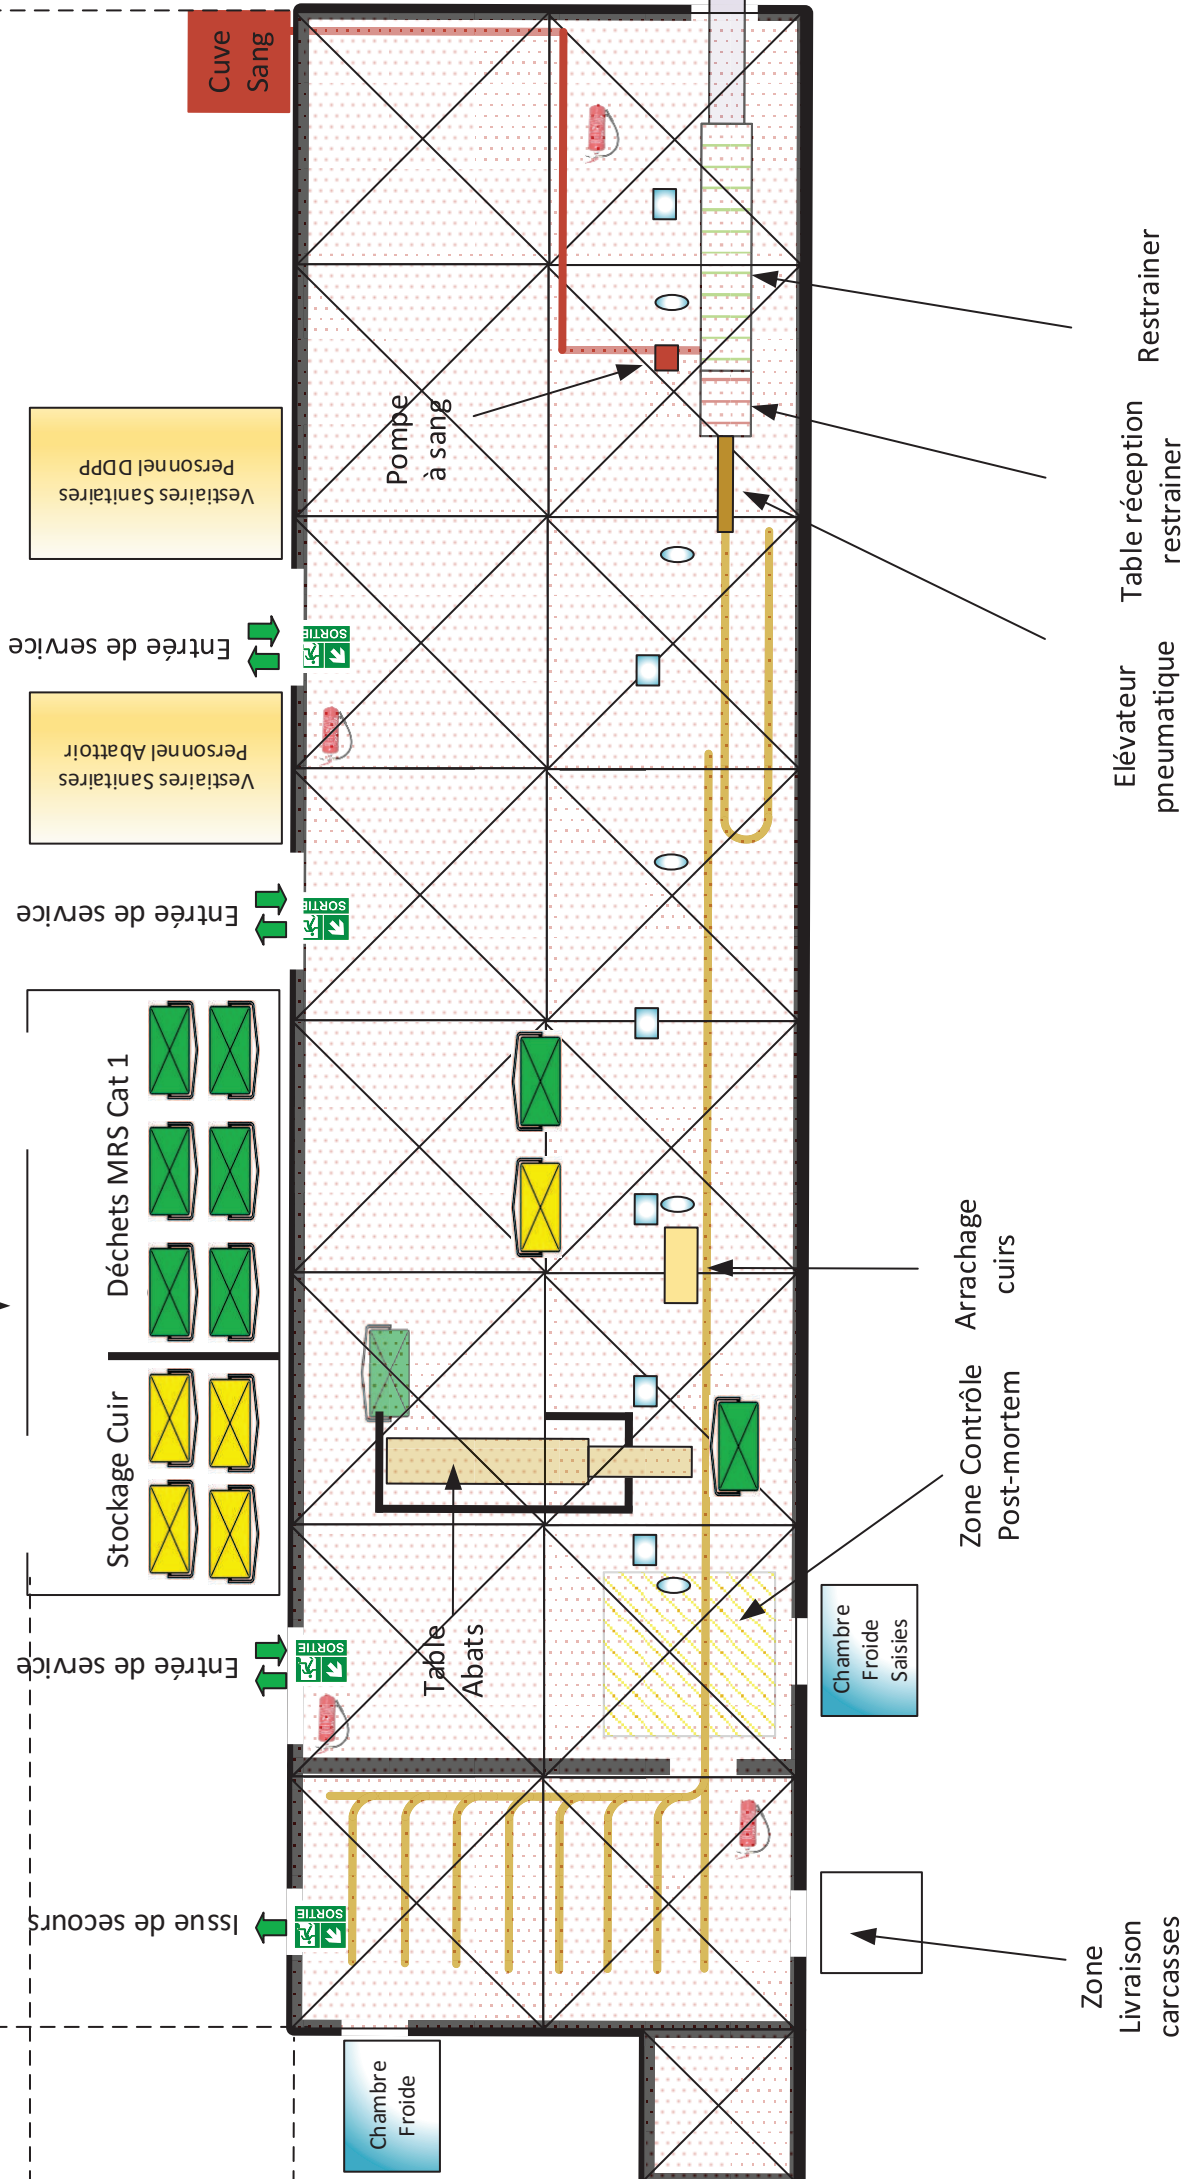 Cuve
Sang
Restrainer
Vestiaires Sanitaires
Personnel DDPP
Pompe
à sang
Table réception
restrainer
Entrée de service
SORTIE
Vestiaires Sanitaires
Personnel Abattoir
Elévateur
pneumatique
Entrée de service
SORTIE
Déchets MRS Cat 1
Arrachage
cuirs
Stockage Cuir
Zone Contrôle
Post-mortem
Table
Abats
Entrée de service
SORTIE
Chambre
Froide
Saisies
Issue de secours
SORTIE
Zone
Livraison
carcasses
Chambre
Froide